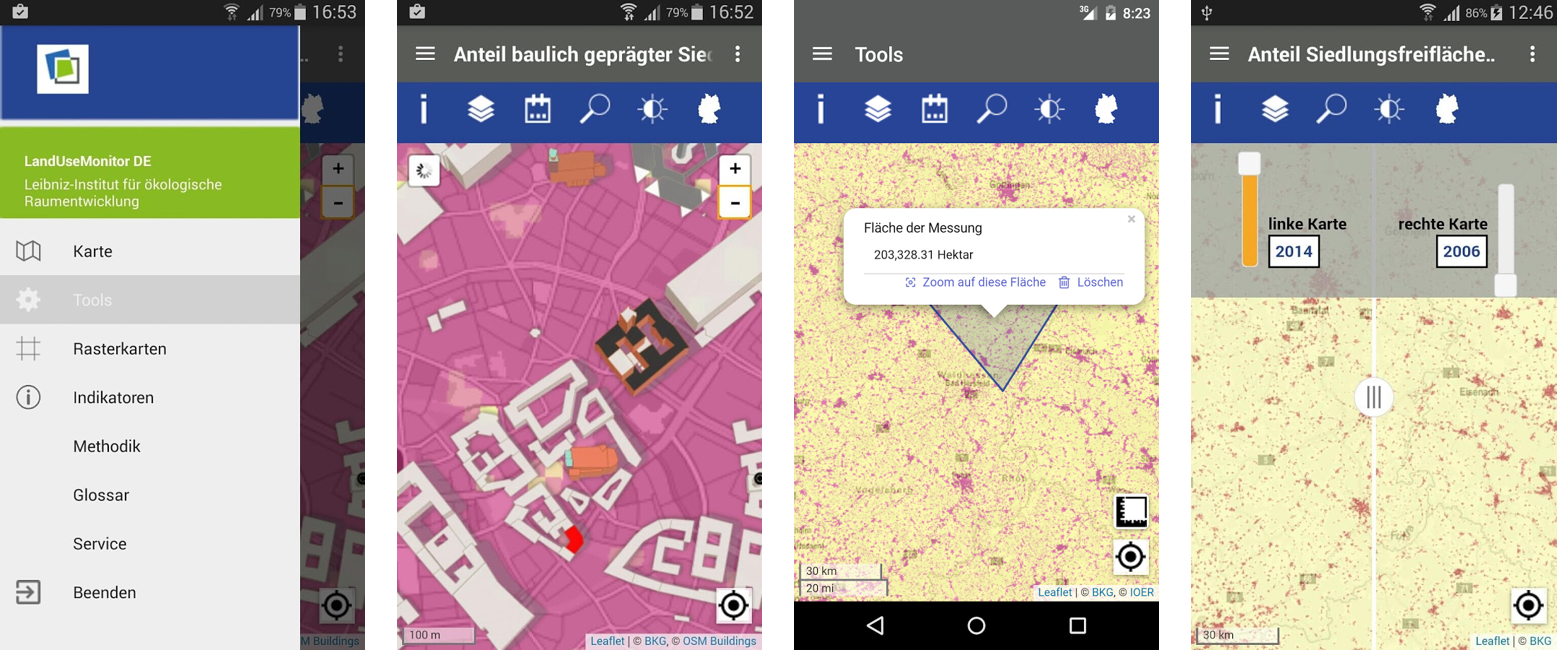 79% 16:53
LandUseMonitor DE
Leibniz-Institut für ökologische
Raumentwicklung
Karte
Tools
Rasterkarten
Indikatoren
Methodik
Glossar
Service
Beenden
..
+
-
M Buildings
79% 16:52
Anteil baulich geprägter Sied
+
-
100 m
Leaflet | © BKG, © OSM Buildings
3G 8:23
Tools
Fläche der Messung
×
203,328.31 Hektar
Zoom auf diese Fläche Löschen
30 km
20 mi
Leaflet | © BKG, © IOER
86% 12:46
Anteil Siedlungsfreifläche..
linke Karte
2014
rechte Karte
2006
Eisenach
30 km
Leaflet | © BKG